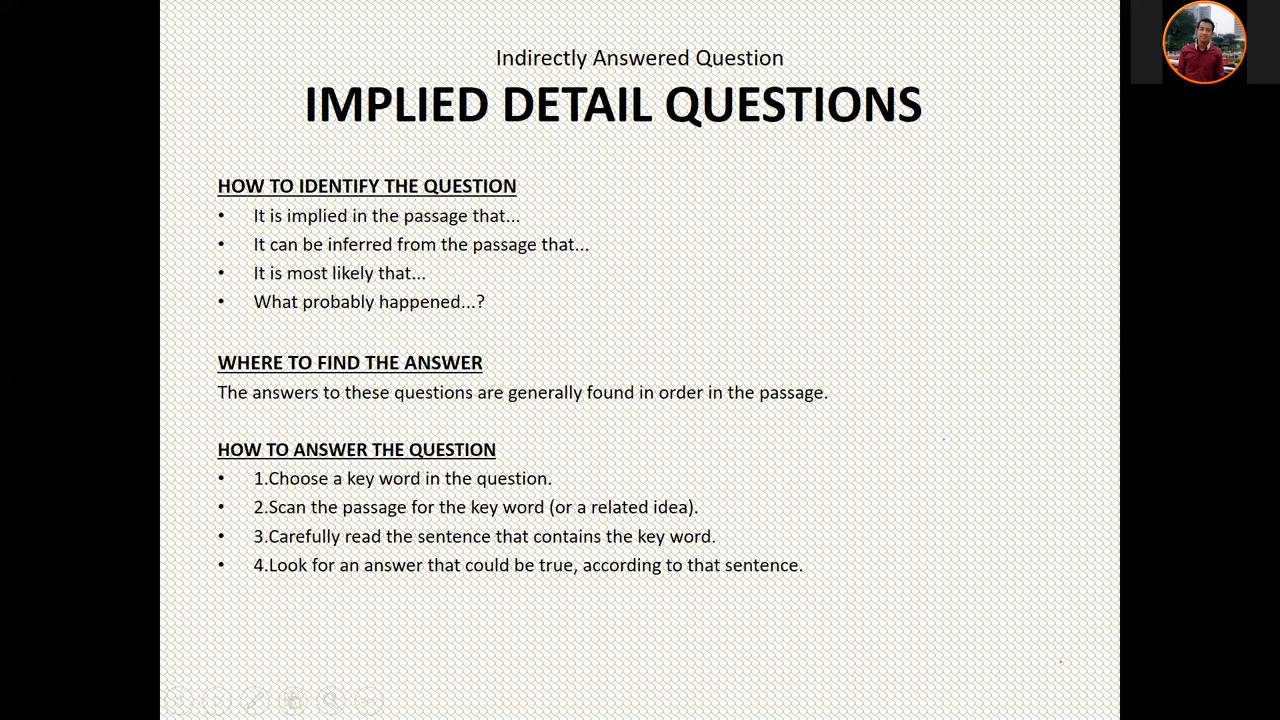 Indirectly Answered Question
IMPLIED DETAIL QUESTIONS
HOW TO IDENTIFY THE QUESTION
• It is implied in the passage that...
• It can be inferred from the passage that...
• It is most likely that...
• What probably happened...?
WHERE TO FIND THE ANSWER
The answers to these questions are generally found in order in the passage.
HOW TO ANSWER THE QUESTION
• 1.Choose a key word in the question.
• 2.Scan the passage for the key word (or a related idea).
• 3.Carefully read the sentence that contains the key word.
• 4.Look for an answer that could be true, according to that sentence.